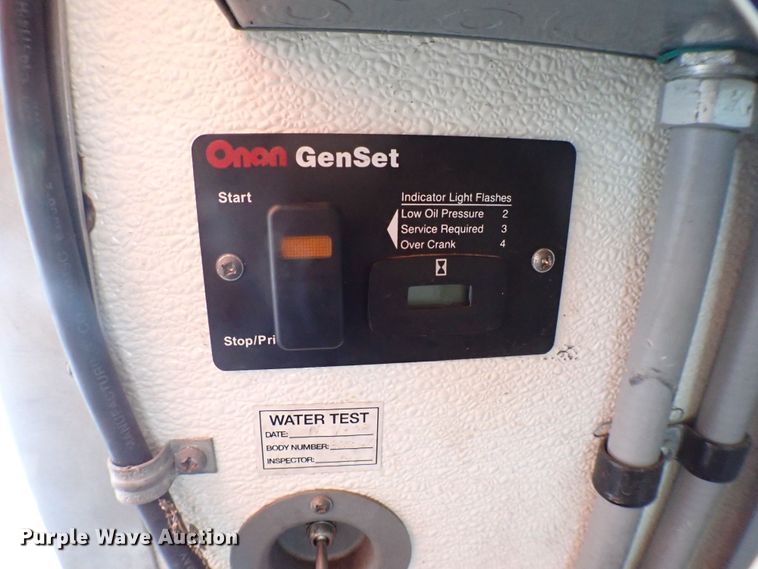 Onan GenSet
Start
Indicator Light Flashes
Low Oil Pressure 2
Service Required 3
Over Crank 4
Stop/Pri
WATER TEST
DATE:
BODY NUMBER:
INSPECTOR:
Purple Wave Auction